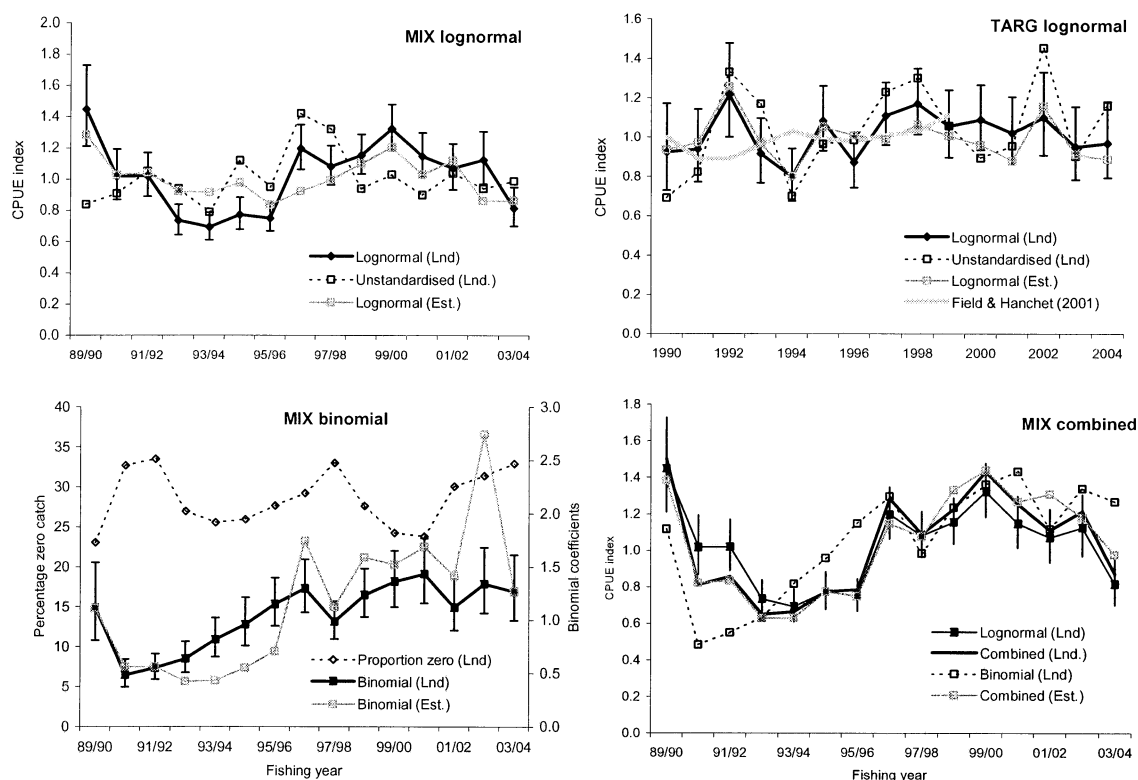 MIX lognormal
2.0
1.8
1.6
1.4
1.2
1.0
0.8
0.6
0.4
0.2
0.0
CPUE index
Lognormal (Lnd)
Unstandardised (Lnd.)
Lognormal (Est.)
89/90 91/92 93/94 95/96 97/98 99/00 01/02 03/04
TARG lognormal
1.6
1.4
1.2
1.0
0.8
0.6
0.4
0.2
0.0
CPUE index
Lognormal (Lnd)
Unstandardised (Lnd)
Lognormal (Est.)
Field & Hanchet (2001)
1990 1992 1994 1996 1998 2000 2002 2004
MIX binomial
40
35
30
25
20
15
10
5
0
Percentage zero catch
3.0
2.5
2.0
1.5
1.0
0.5
0.0
Binomial coefficients
Proportion zero (Lnd)
Binomial (Lnd)
Binomial (Est.)
89/90 91/92 93/94 95/96 97/98 99/00 01/02 03/04
Fishing year
MIX combined
1.8
1.6
1.4
1.2
1.0
0.8
0.6
0.4
0.2
0.0
CPUE index
Lognormal (Lnd)
Combined (Lnd.)
Binomial (Lnd)
Combined (Est.)
89/90 91/92 93/94 95/96 97/98 99/00 01/02 03/04
Fishing year